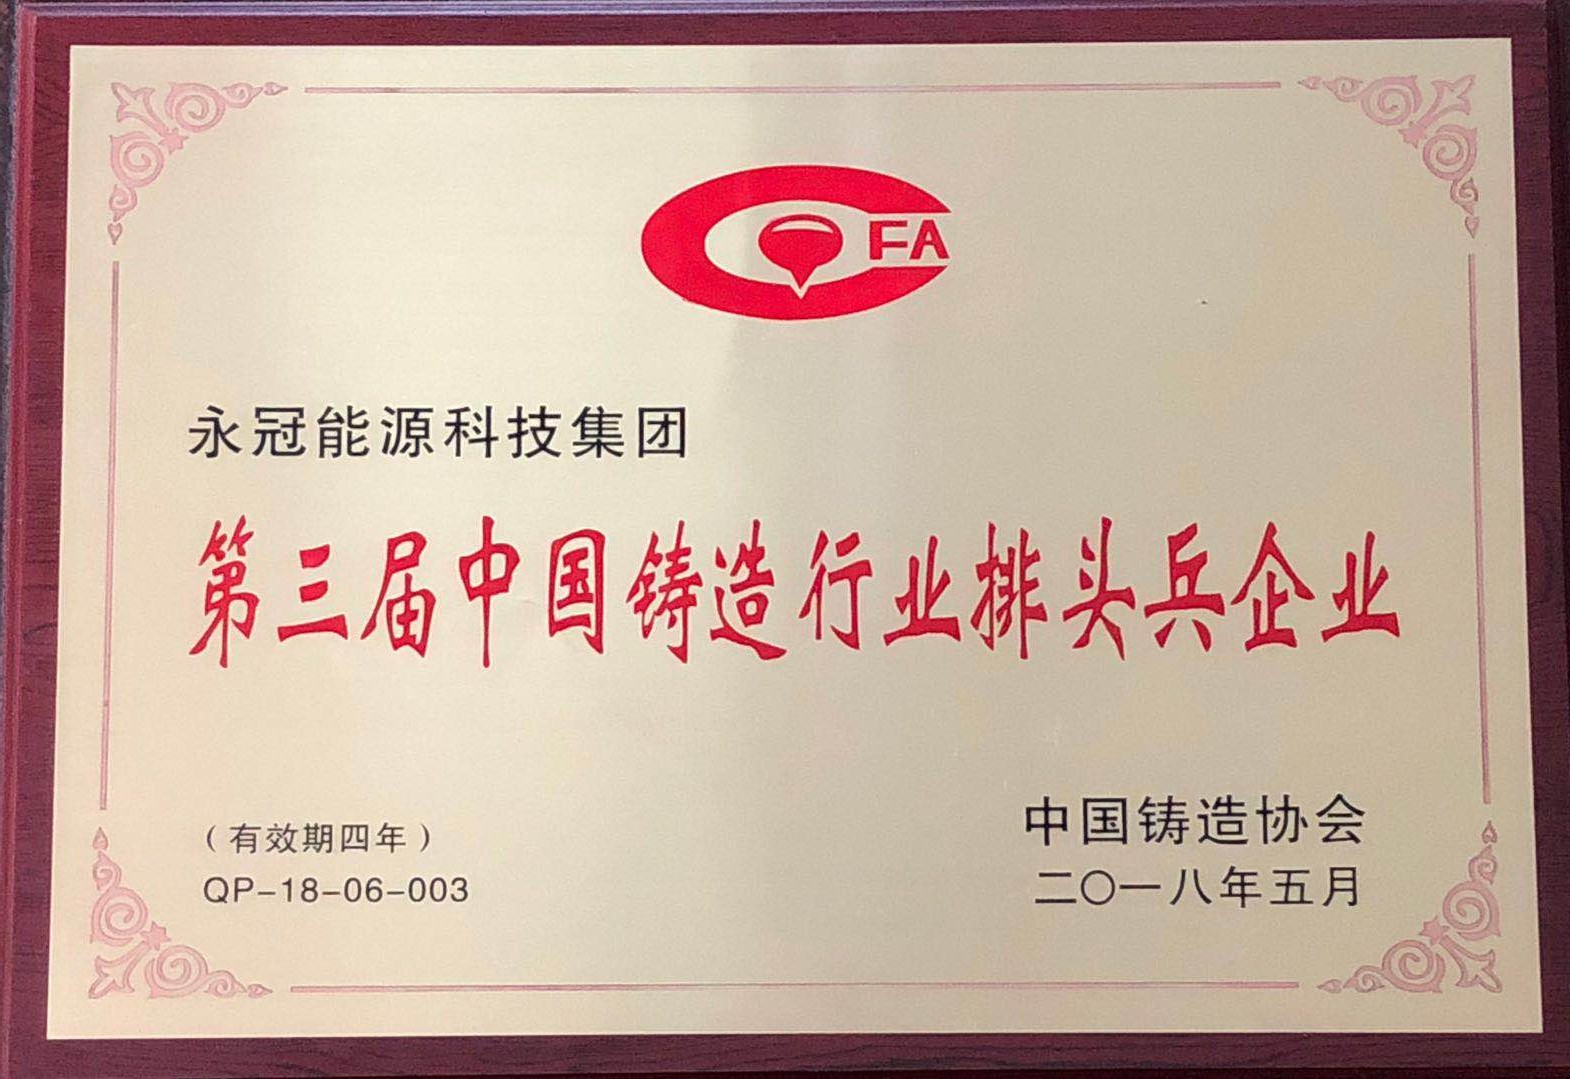 CFA
永冠能源科技集团
第三届中国铸造行业排头兵企业
（有效期四年）
QP-18-06-003
中国铸造协会
二〇一八年五月